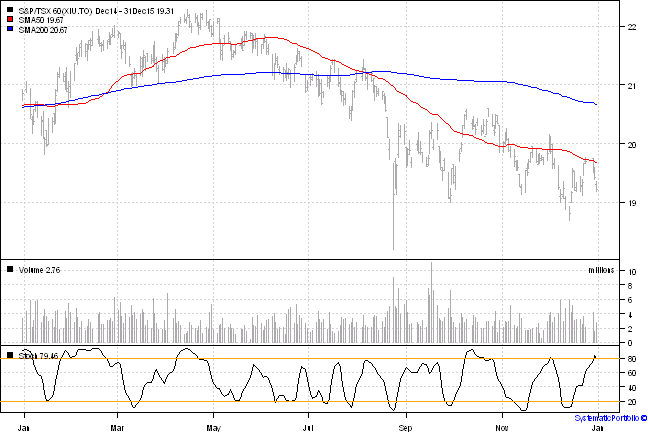 S&P/TSX 60(XIU.TO) Dec14 - 31Dec15 19.31
SMA50 19.67
SMA200 20.67
22
21
20
19
Volume 2.76
millions
10
8
6
4
2
0
Stoch 79.46
80
60
40
20
SystematicPortfolio ©
Jan Mar May Jul Sep Nov Jan